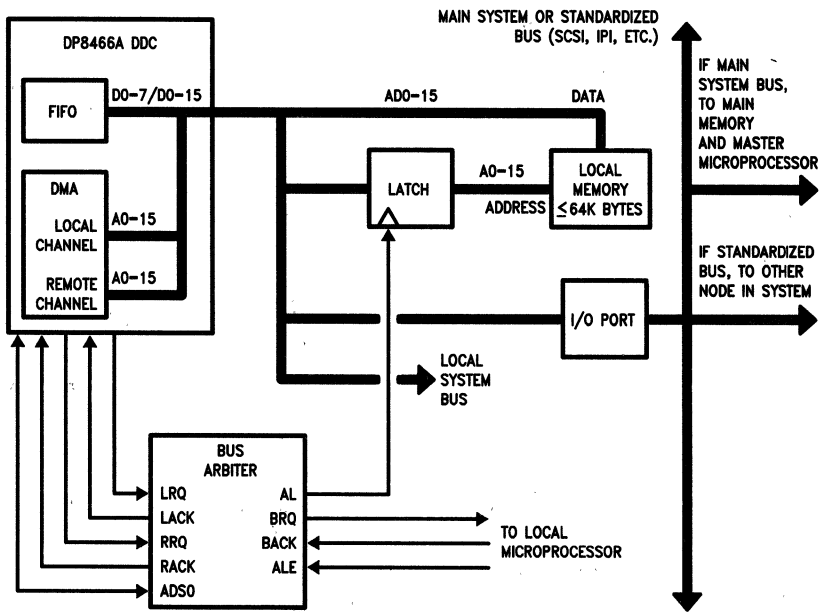 MAIN SYSTEM OR STANDARDIZED
BUS (SCSI, IPI, ETC.)
DP8466A DDC
FIFO
D0-7/D0-15
AD0-15
DATA
DMA
LOCAL
CHANNEL
A0-15
REMOTE
CHANNEL
A0-15
LATCH
A0-15
ADDRESS
LOCAL
MEMORY
≤64K BYTES
IF MAIN
SYSTEM BUS,
TO MAIN
MEMORY
AND MASTER
MICROPROCESSOR
IF STANDARDIZED
BUS, TO OTHER
NODE IN SYSTEM
I/O PORT
LOCAL
SYSTEM
BUS
BUS
ARBITER
LRQ
LACK
RRQ
RACK
ADS0
AL
BRQ
BACK
ALE
TO LOCAL
MICROPROCESSOR